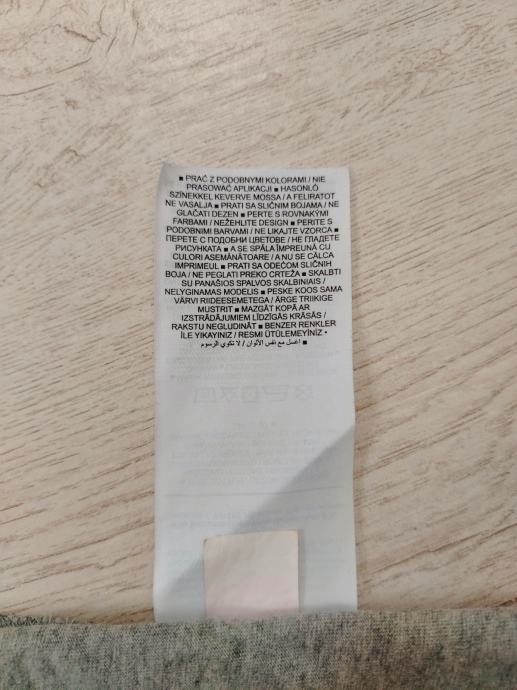 ▪ PRAĆ Z PODOBNYMI KOLORAMI / NIE
PRASOWAĆ APLIKACJI ▪ HASONLÓ
SZÍNEKKEL KEVERVE MOSSA / A FELIRATOT
NE VASALJA ▪ PRATI SA SLIČNIM BOJAMA / NE
GLAČATI DEZEN ▪ PERTE S ROVNAKÝMI
FARBAMI / NEŽEHLITE DESIGN ▪ PERTE S
PODOBNIMI BARVAMI / NE LIKAJTE VZORCA ▪
ПЕРЕТЕ С ПОДОБНИ ЦВЕТОВЕ / НЕ ГЛАДЕТЕ
РИСУНКАТА ▪ A SE SPĂLA ÎMPREUNĂ CU
CULORI ASEMĂNĂTOARE / A NU SE CĂLCA
IMPRIMEUL ▪ PRATI SA ODEĆOM SLIČNIH
BOJA / NE PEGLATI PREKO CRTEŽA ▪ SKALBTI
SU PANAŠIOS SPALVOS SKALBINIAIS /
NELYGINAMAS MODELIS ▪ PESKE KOOS SAMA
VÄRVI RIIDEESEMETEGA / ÄRGE TRIIKIGE
MUSTRIT ▪ MAZGĀT KOPĀ AR
IZSTRĀDĀJUMIEM LĪDZĪGĀS KRĀSĀS /
RAKSTU NEGLUDINĀT ▪ BENZER RENKLER
İLE YIKAYINIZ / RESMI ÜTÜLEMEYİNİZ •
▪ اغسل مع نفس الألوان / لا تكوي الرسوم